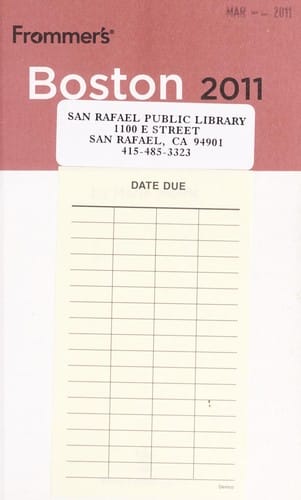 MAR -- 2011
Frommer's®
Boston 2011
SAN RAFAEL PUBLIC LIBRARY
1100 E STREET
SAN RAFAEL, CA 94901
415-485-3323
DATE DUE
Demco